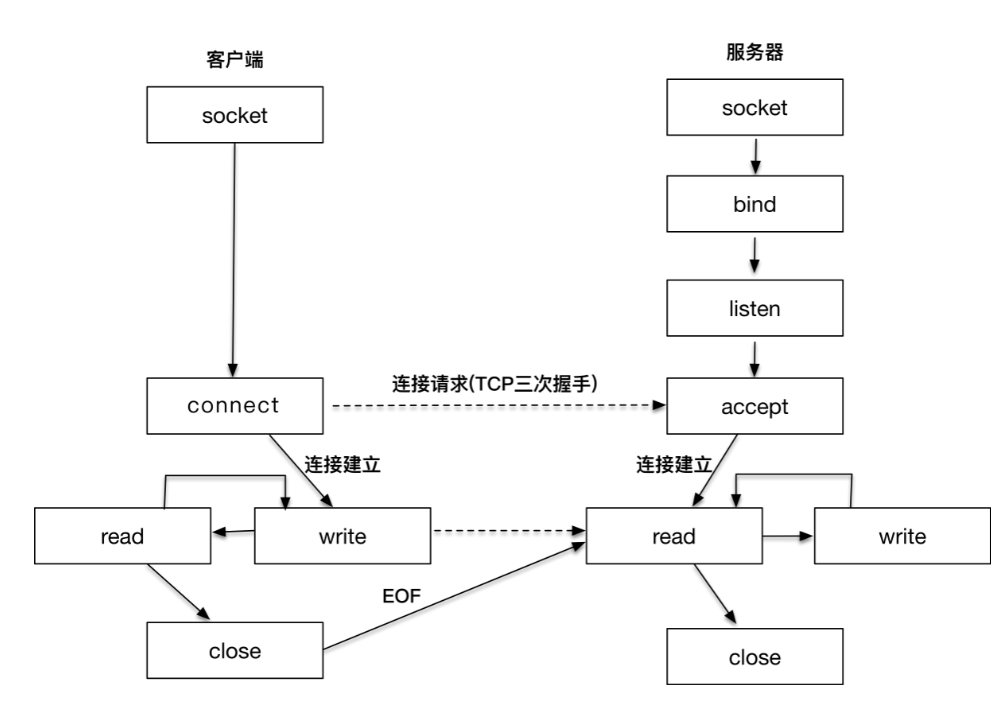 客户端
服务器
socket
socket
bind
listen
连接请求(TCP三次握手)
connect
accept
连接建立
连接建立
read
write
read
write
EOF
close
close